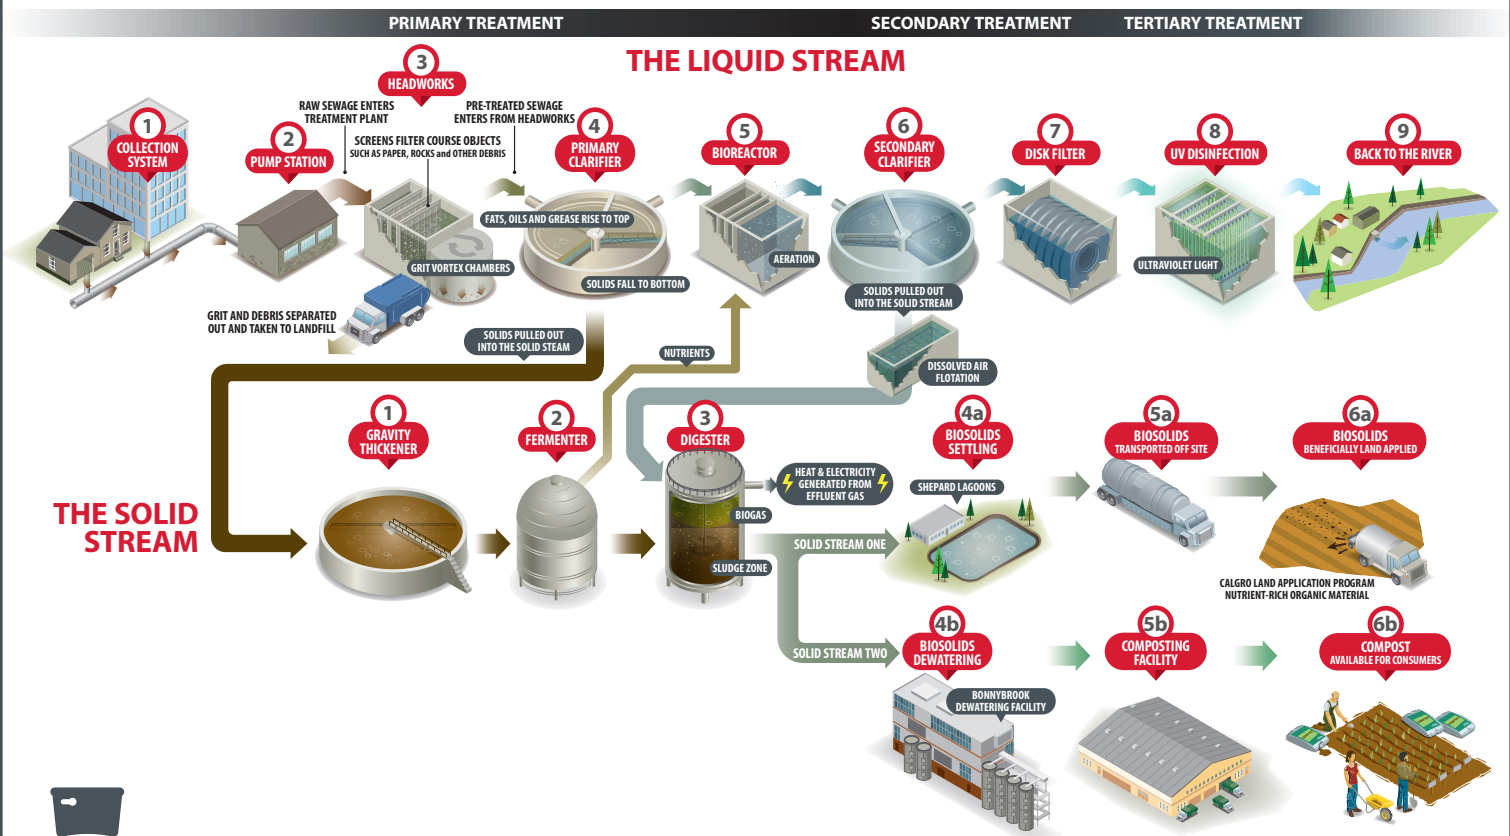 PRIMARY TREATMENT
SECONDARY TREATMENT
TERTIARY TREATMENT
THE LIQUID STREAM
1
COLLECTION
SYSTEM
2
PUMP STATION
RAW SEWAGE ENTERS
TREATMENT PLANT
3
HEADWORKS
SCREENS FILTER COURSE OBJECTS
SUCH AS PAPER, ROCKS and OTHER DEBRIS
PRE-TREATED SEWAGE
ENTERS FROM HEADWORKS
GRIT VORTEX CHAMBERS
GRIT AND DEBRIS SEPARATED
OUT AND TAKEN TO LANDFILL
4
PRIMARY
CLARIFIER
FATS, OILS AND GREASE RISE TO TOP
SOLIDS FALL TO BOTTOM
SOLIDS PULLED OUT
INTO THE SOLID STEAM
5
BIOREACTOR
AERATION
NUTRIENTS
6
SECONDARY
CLARIFIER
SOLIDS PULLED OUT
INTO THE SOLID STREAM
DISSOLVED AIR
FLOTATION
7
DISK FILTER
8
UV DISINFECTION
ULTRAVIOLET LIGHT
9
BACK TO THE RIVER
THE SOLID
STREAM
1
GRAVITY
THICKENER
2
FERMENTER
3
DIGESTER
HEAT & ELECTRICITY
GENERATED FROM
EFFLUENT GAS
BIOGAS
SLUDGE ZONE
SOLID STREAM ONE
4a
BIOSOLIDS
SETTLING
SHEPARD LAGOONS
5a
BIOSOLIDS
TRANSPORTED OFF SITE
6a
BIOSOLIDS
BENEFICIALLY LAND APPLIED
CALGRO LAND APPLICATION PROGRAM
NUTRIENT-RICH ORGANIC MATERIAL
SOLID STREAM TWO
4b
BIOSOLIDS
DEWATERING
BONNYBROOK
DEWATERING FACILITY
5b
COMPOSTING
FACILITY
6b
COMPOST
AVAILABLE FOR CONSUMERS